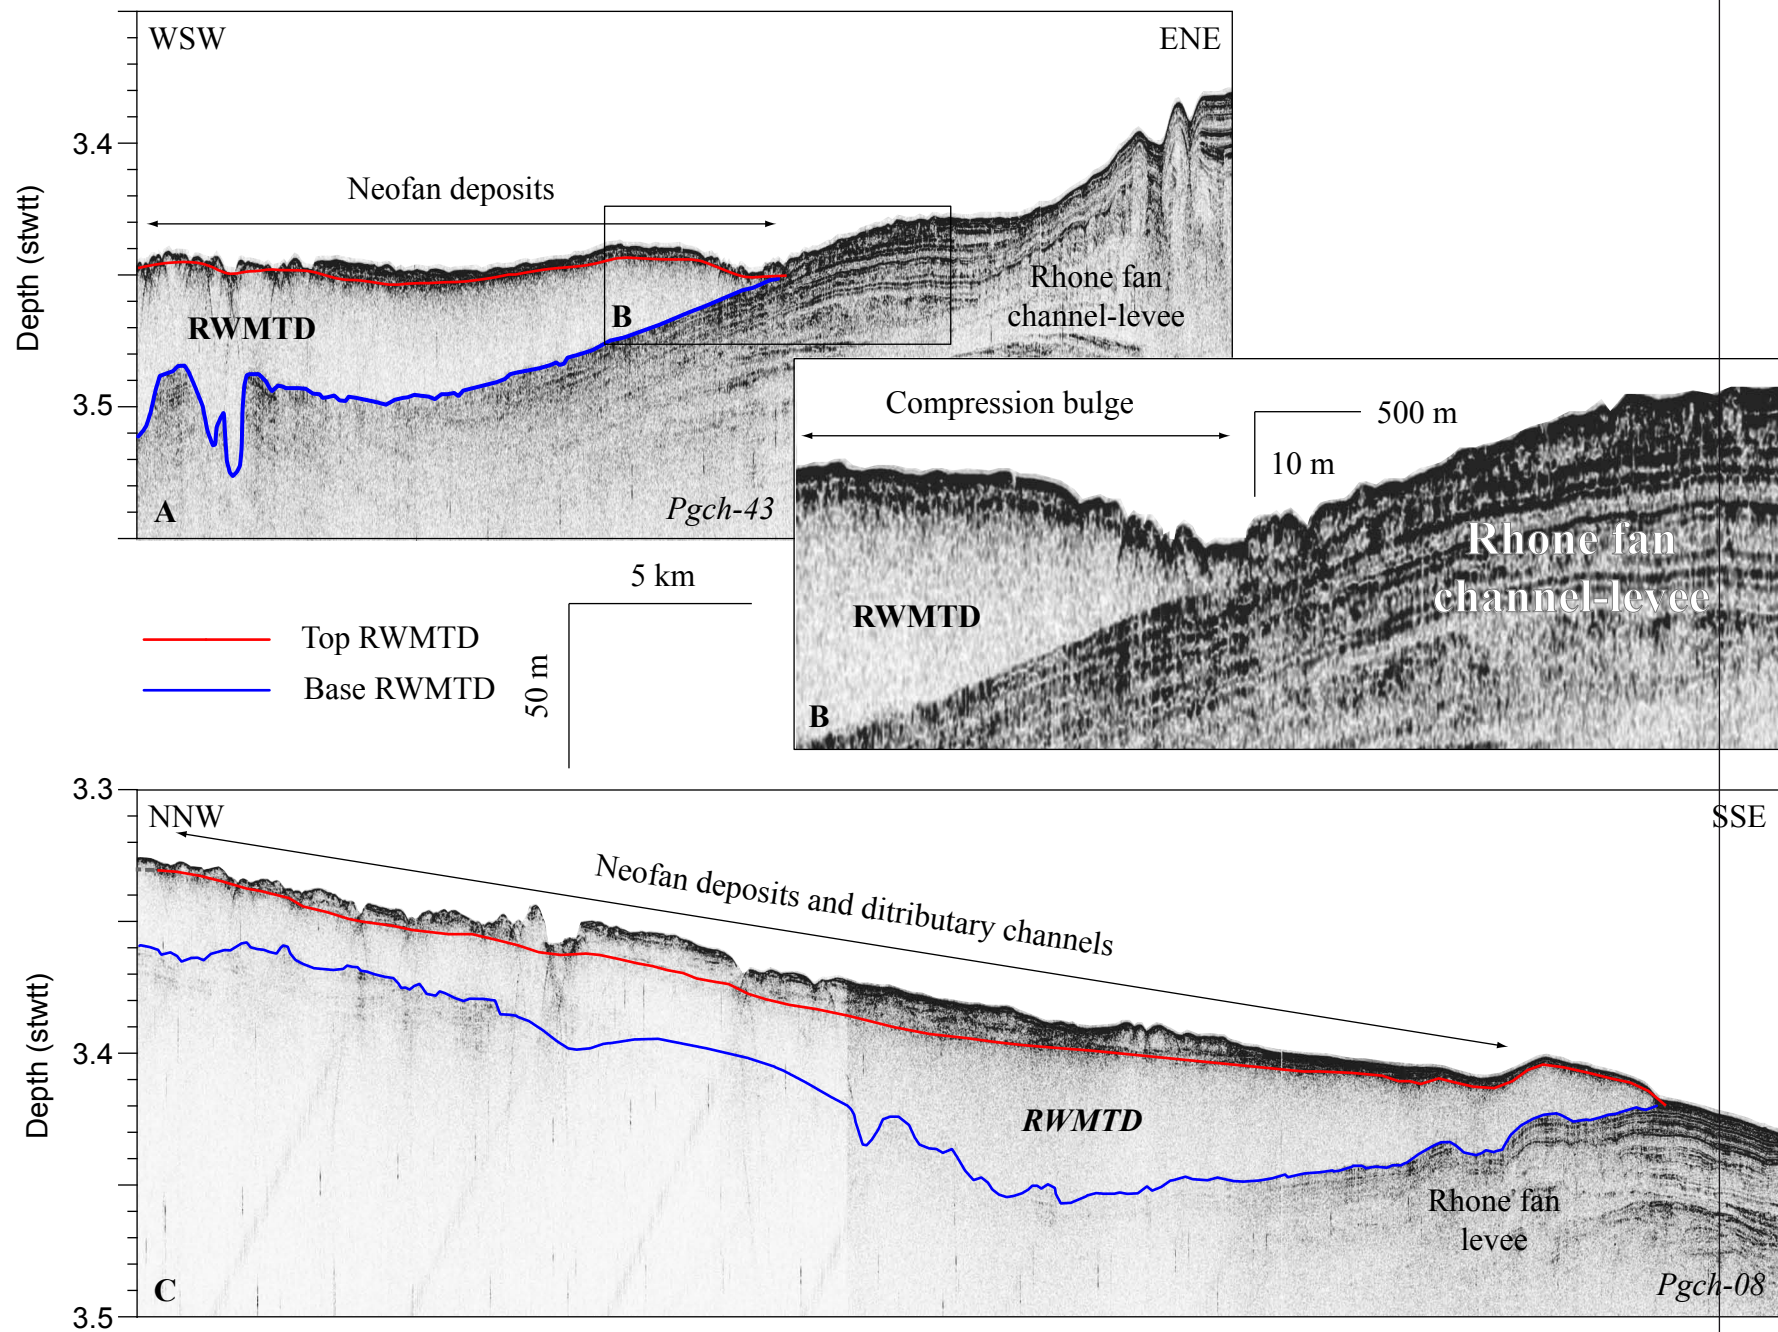 WSW
ENE
3.4
Neofan deposits
Depth (stwtt)
Rhone fan
channel-levee
B
RWMTD
3.5
A
Pgch-43
Compression bulge
500 m
10 m
Rhone fan
channel-levee
RWMTD
B
5 km
50 m
Top RWMTD
Base RWMTD
3.3
NNW
SSE
Neofan deposits and ditributary channels
Depth (stwtt)
3.4
RWMTD
Rhone fan
levee
C
Pgch-08
3.5